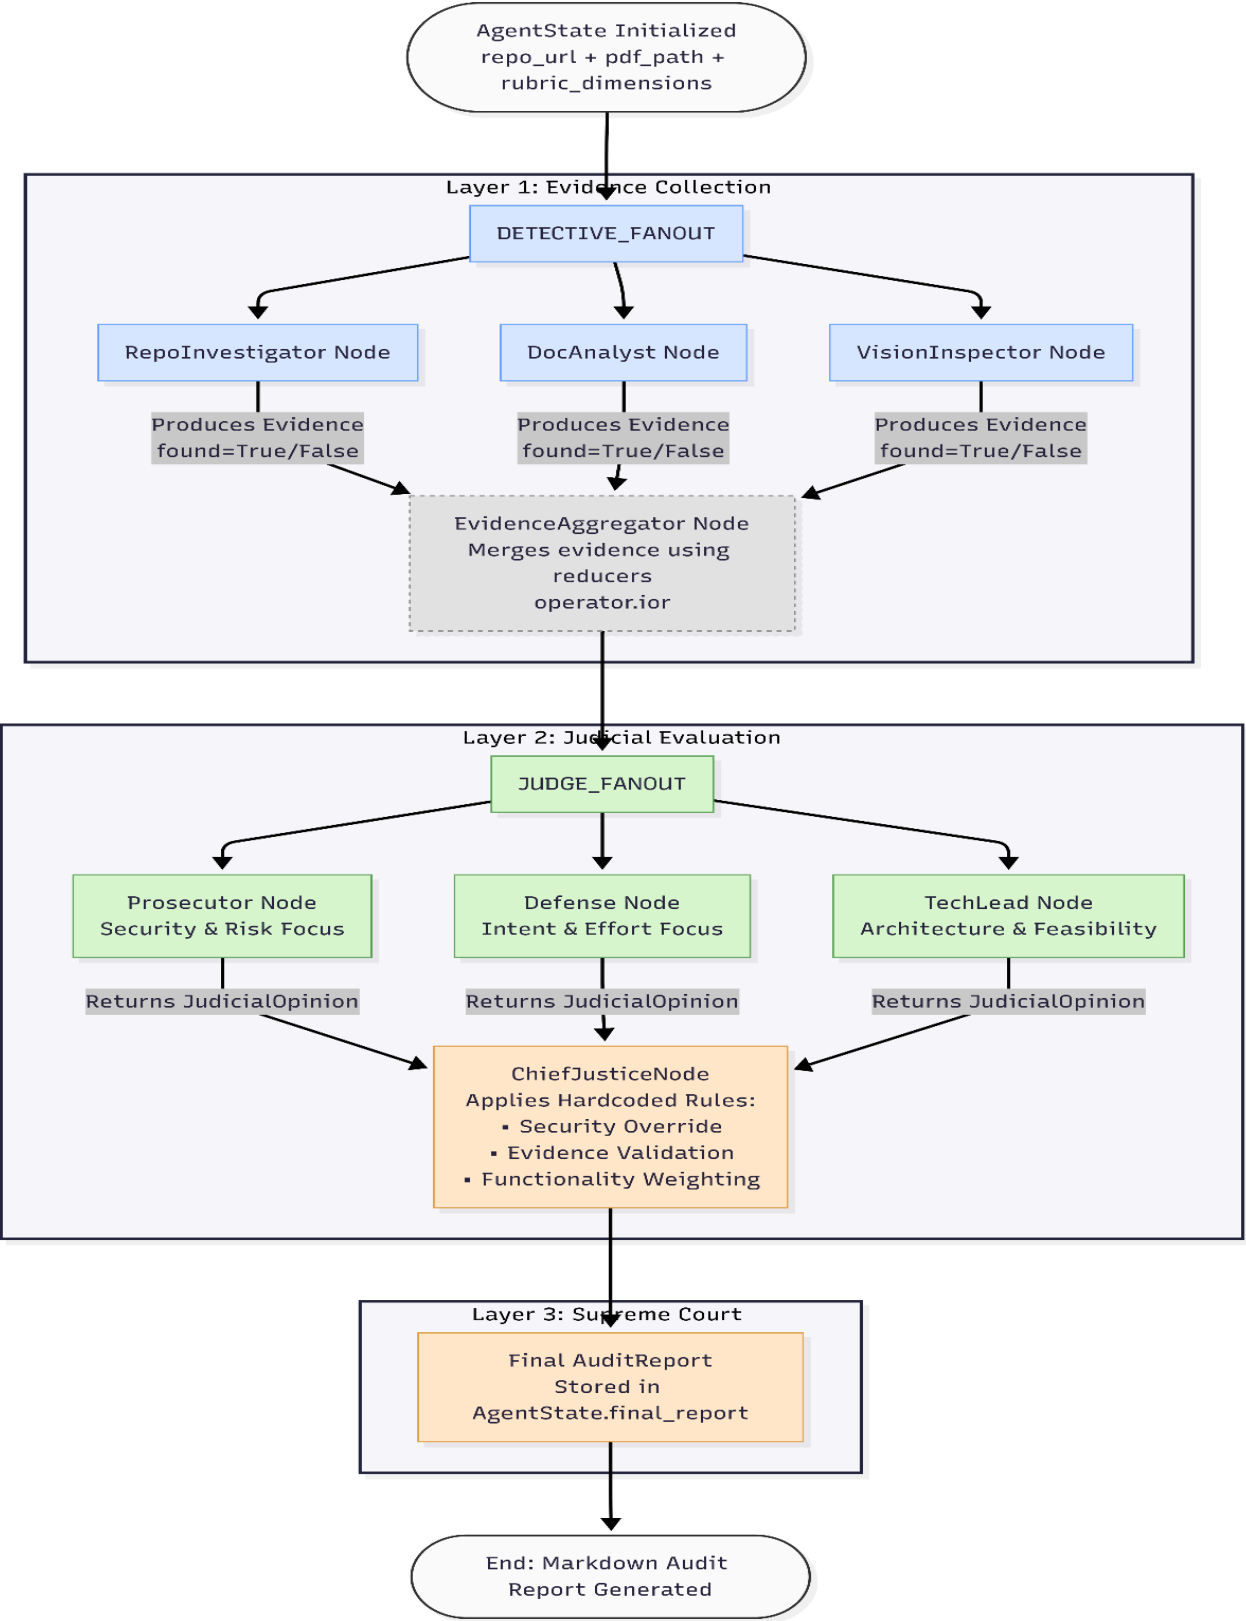 AgentState Initialized
repo_url + pdf_path +
rubric_dimensions
Layer 1: Evidence Collection
DETECTIVE_FANOUT
RepoInvestigator Node
DocAnalyst Node
VisionInspector Node
Produces Evidence
found=True/False
Produces Evidence
found=True/False
Produces Evidence
found=True/False
EvidenceAggregator Node
Merges evidence using
reducers
operator.ior
Layer 2: Judicial Evaluation
JUDGE_FANOUT
Prosecutor Node
Security & Risk Focus
Defense Node
Intent & Effort Focus
TechLead Node
Architecture & Feasibility
Returns JudicialOpinion
Returns JudicialOpinion
Returns JudicialOpinion
ChiefJusticeNode
Applies Hardcoded Rules:
▪ Security Override
▪ Evidence Validation
▪ Functionality Weighting
Layer 3: Supreme Court
Final AuditReport
Stored in
AgentState.final_report
End: Markdown Audit
Report Generated